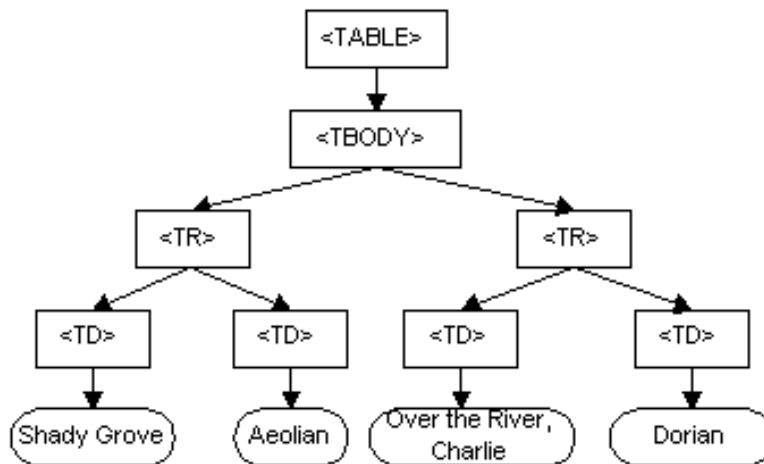 <TABLE>
<TBODY>
<TR>
<TR>
<TD>
<TD>
<TD>
<TD>
Shady Grove
Aeolian
Over the River,
Charlie
Dorian